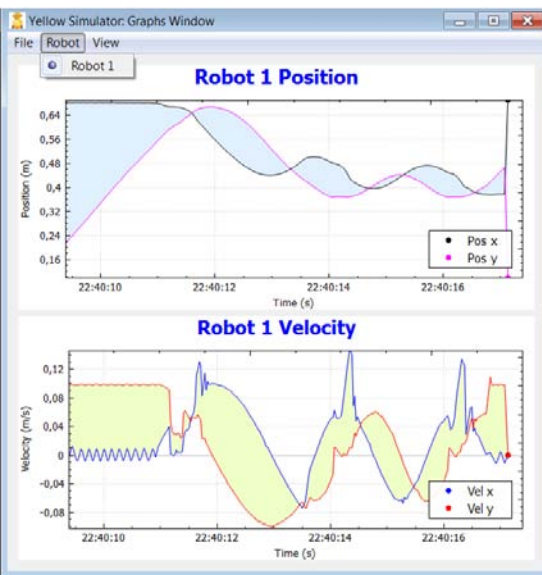 Yellow Simulator: Graphs Window
File Robot View
Robot 1
Robot 1 Position
0,64
0,56
0,48
0,4
0,32
0,24
0,16
Position (m)
Pos x
Pos y
22:40:10 22:40:12 22:40:14 22:40:16
Time (s)
Robot 1 Velocity
0,12
0,08
0,04
0
-0,04
-0,08
Velocity (m/s)
Vel x
Vel y
22:40:10 22:40:12 22:40:14 22:40:16
Time (s)